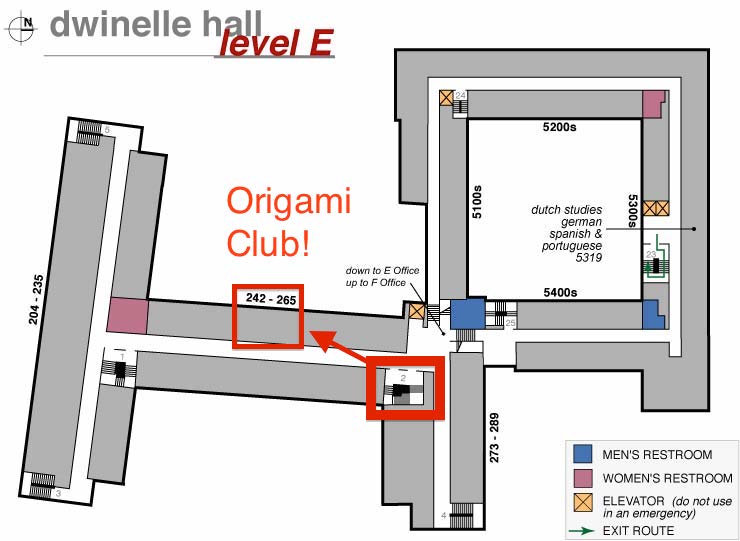 N
dwinelle hall
level E
24
5200s
5
Origami
Club!
5100s
5300s
dutch studies
german
spanish &
portuguese
5319
23
down to E Office
up to F Office
204 - 235
242 - 265
5400s
25
1
2
273 - 289
3
4
MEN'S RESTROOM
WOMEN'S RESTROOM
ELEVATOR (do not use
in an emergency)
EXIT ROUTE